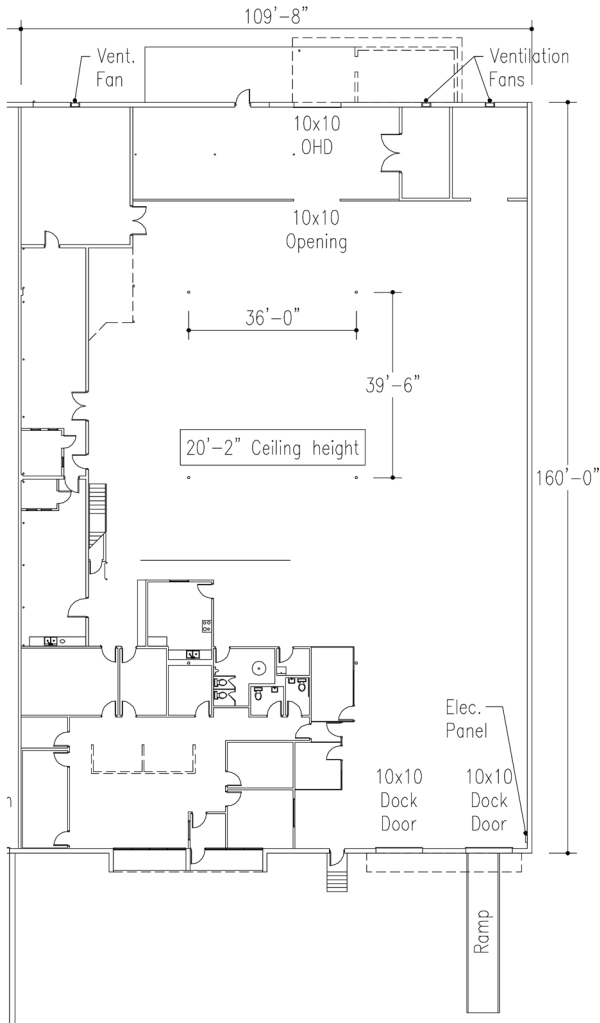 109'-8"
Vent.
Fan
Ventilation
Fans
10x10
OHD
10x10
Opening
36'-0"
39'-6"
20'-2" Ceiling height
160'-0"
Elec.
Panel
10x10
Dock
Door
10x10
Dock
Door
Ramp